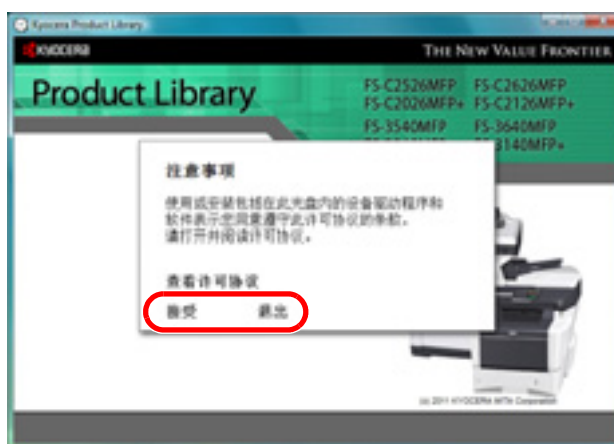 Kyocera Product Library
KYOCERA
THE NEW VALUE FRONTIER
Product Library
FS-C2526MFP FS-C2626MFP
FS-C2026MFP+ FS-C2126MFP+
FS-3540MFP FS-3640MFP
3140MFP+
注意事项
使用或安装包括在此光盘内的设备驱动程序和
软件表示您同意遵守此许可协议的条款。
请打开并阅读许可协议。
查看许可协议
接受 退出
(c) 2011 KYOCERA MITA Corporation